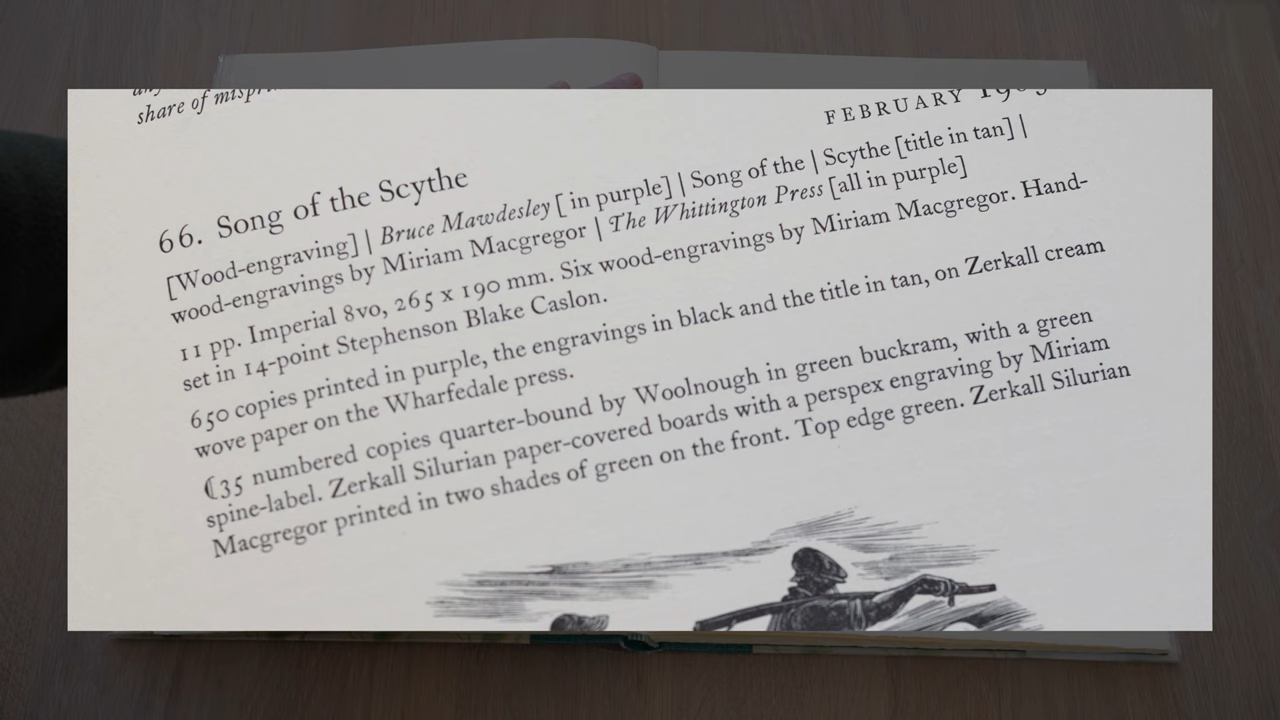 share of
FEBRUARY
66. Song of the Scythe
[Wood-engraving] | Bruce Mawdesley [ in purple] | Song of the | Scythe [title in tan] |
wood-engravings by Miriam Macgregor | The Whittington Press [all in purple]
11 pp. Imperial 8vo, 265 x 190 mm. Six wood-engravings by Miriam Macgregor. Hand-
set in 14-point Stephenson Blake Caslon.
650 copies printed in purple, the engravings in black and the title in tan, on Zerkall cream
wove paper on the Wharfedale press.
⁋35 numbered copies quarter-bound by Woolnough in green buckram, with a green
spine-label. Zerkall Silurian paper-covered boards with a perspex engraving by Miriam
Macgregor printed in two shades of green on the front. Top edge green. Zerkall Silurian